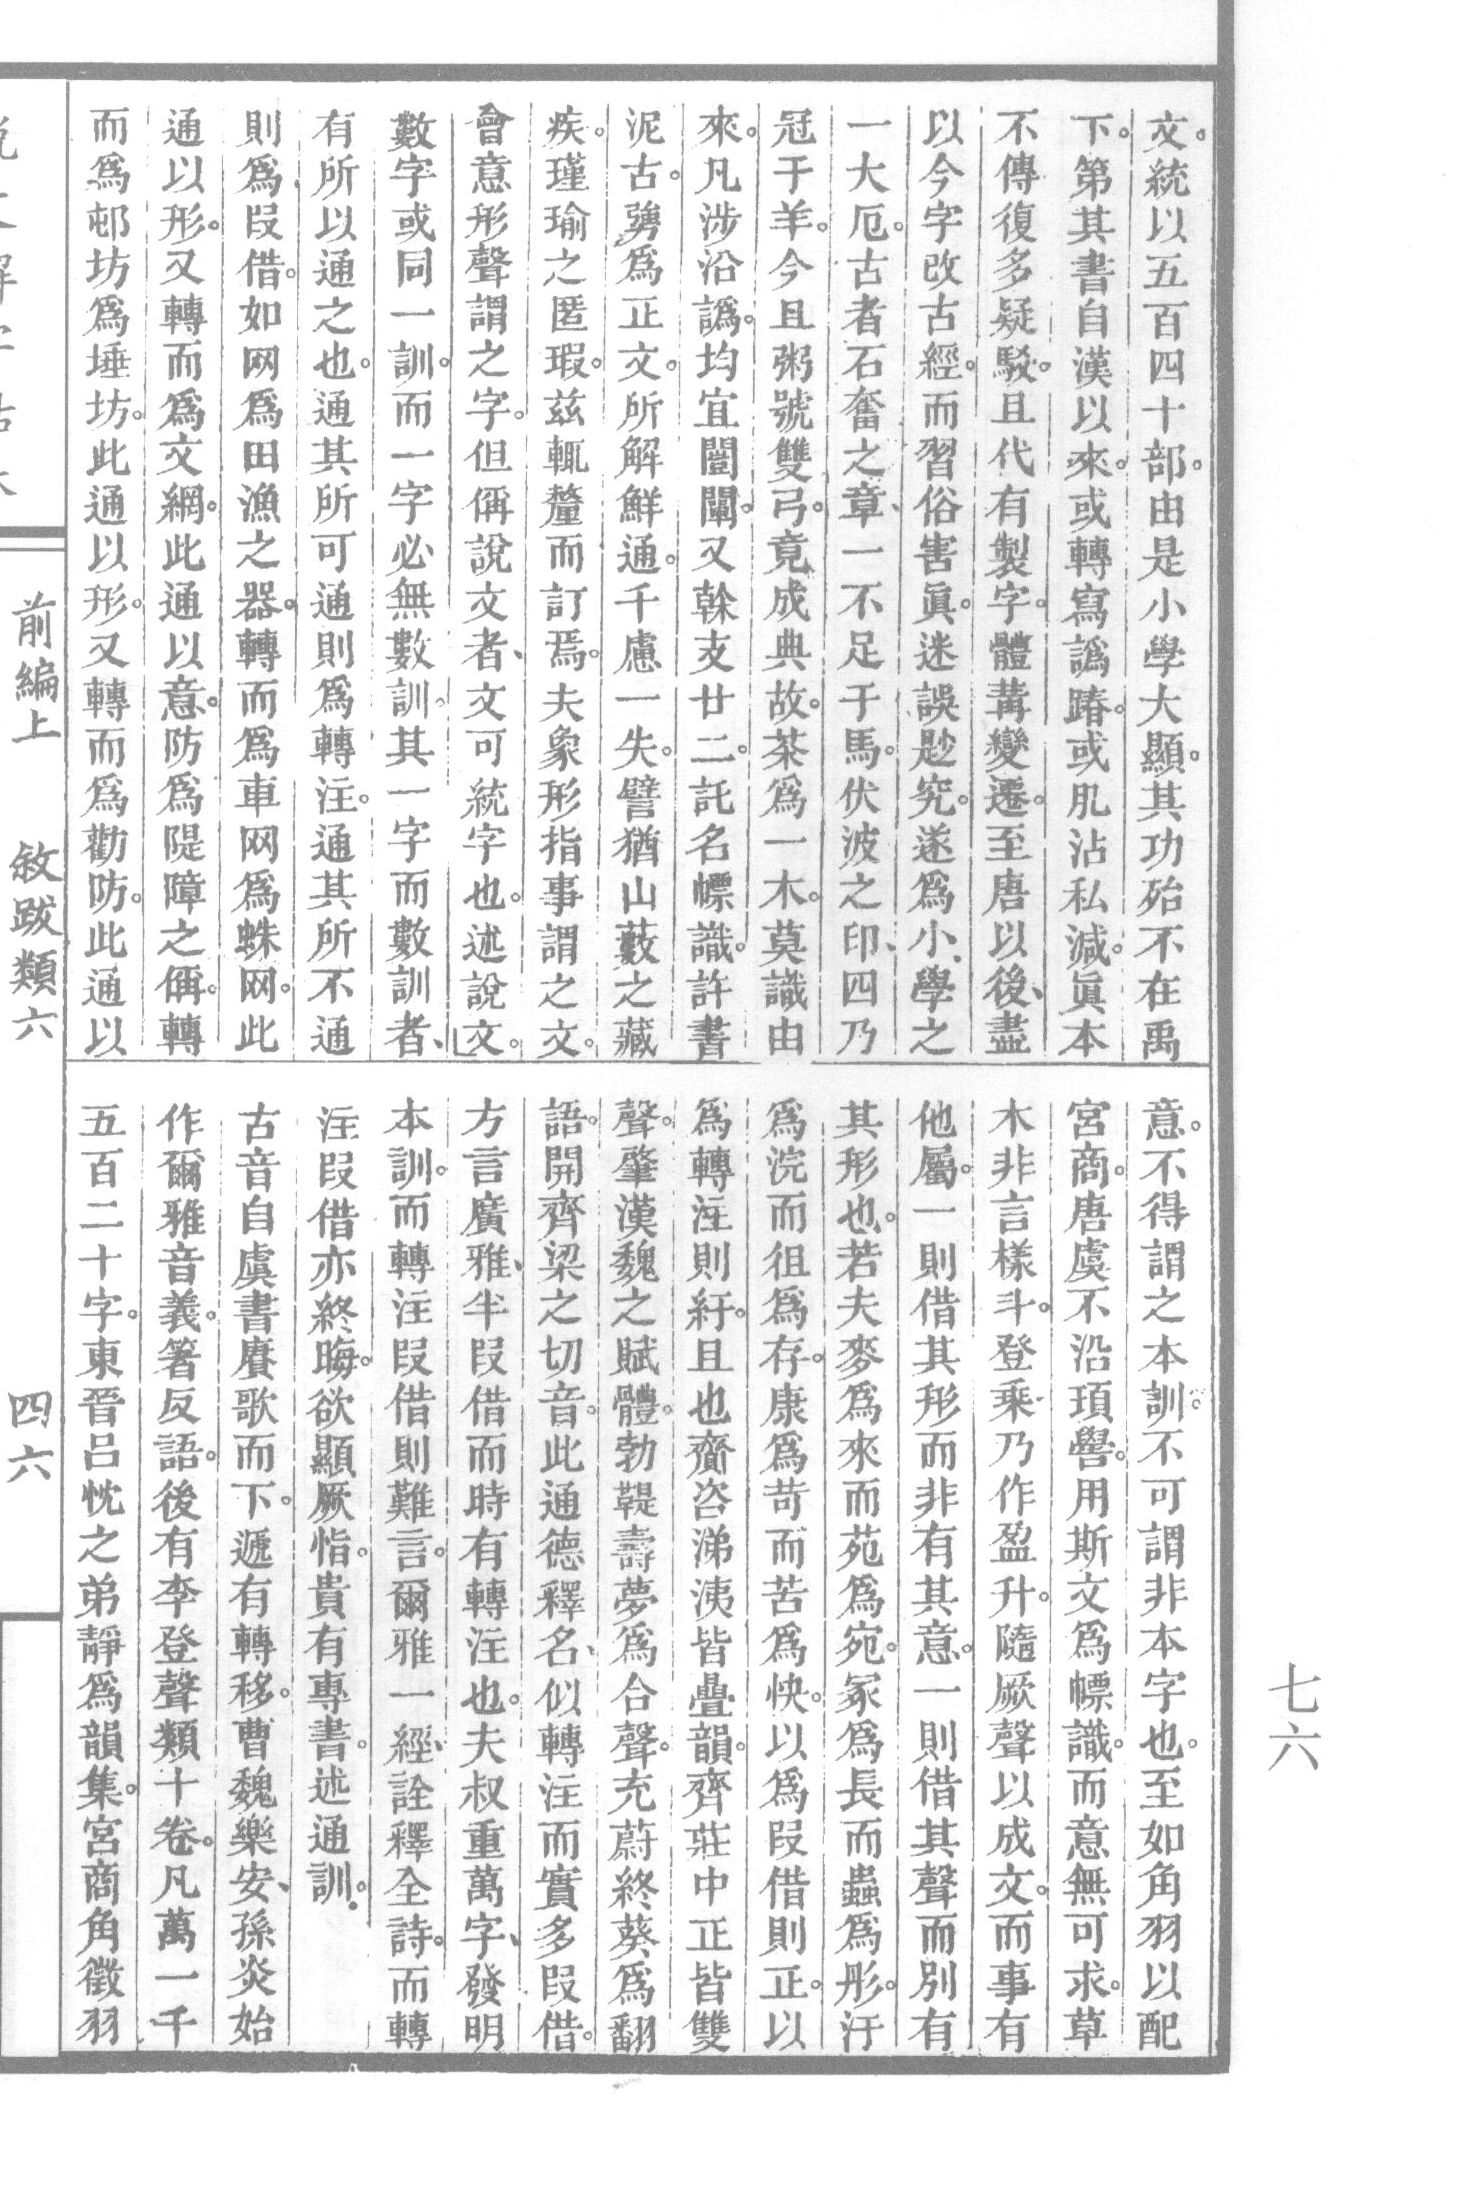 文。統以五百四十部。由是小學大顯。其功殆不在禹
下。第其書自漢以來。或轉寫譌踳。或肊沾私減。眞本
不傳。復多疑駁。且代有製字。體冓變遷。至唐以後、盡
以今字改古經。而習俗害眞。迷誤尟究。遂爲小、學之
一大厄。古者石奮之章、一不足于馬。伏波之印、四乃
冠于羊。今且粥號雙弓。竟成典故。茶爲一木。莫識由
來。凡涉沿譌。均宜闓闡。又榦支廿二。託名幖識。許書
泥古。彟爲正文。所解鮮通。千慮一失。譬猶山藪之藏
疾。瑾瑜之匿瑕。茲輒釐而訂焉。夫象形指事謂之文。
會意形聲謂之字。但偁說文者、文可統字也。述說文。
數字或同一訓。而一字必無數訓。其一字而數訓者、
有所以通之也。通其所可通則爲轉注。通其所不通
則爲叚借。如网爲田漁之器。轉而爲車网爲蛛网。此
通以形。又轉而爲文網。此通以意。防爲隄障之偁。轉
而爲邨坊爲埵坊。此通以形。又轉而爲勸防。此通以
意。不得謂之本訓。不可謂非本字也。至如角羽以配
宮商。唐虞不沿頊嚳。用斯文爲幖識。而意無可求。草
木非言樣斗。登乘乃作盈升。隨厥聲以成文。而事有
他屬。一則借其形而非有其意。一則借其聲而別有
其形也。若夫麥爲來而苑爲宛。冢爲長而蟲爲彤。汙
爲浣而徂爲存。康爲苛而苦爲快。以爲叚借則正。以
爲轉注則紆。且也齎咨涕洟皆疊韻。齊莊中正皆雙
聲。肇漢魏之賦體。勃鞮壽夢爲合聲。充蔚終葵爲翻
語。開齊梁之切音。此通德釋名、似轉注而實多叚借。
方言廣雅、半叚借而時有轉注也。夫叔重萬字、發明
本訓。而轉注叚借則難言。爾雅一經、詮釋全詩。而轉
注叚借亦終晦。欲顯厥恉。貴有專書。述通訓。
古音自虞書賡歌而下。遞有轉移。曹魏樂安、孫炎始
作爾雅音義。箸反語。後有李登聲類十卷。凡萬一千
五百二十字。東晉呂忱之弟靜爲韻集。宮商角徵羽
前編上　敘跋類六
四六
七六